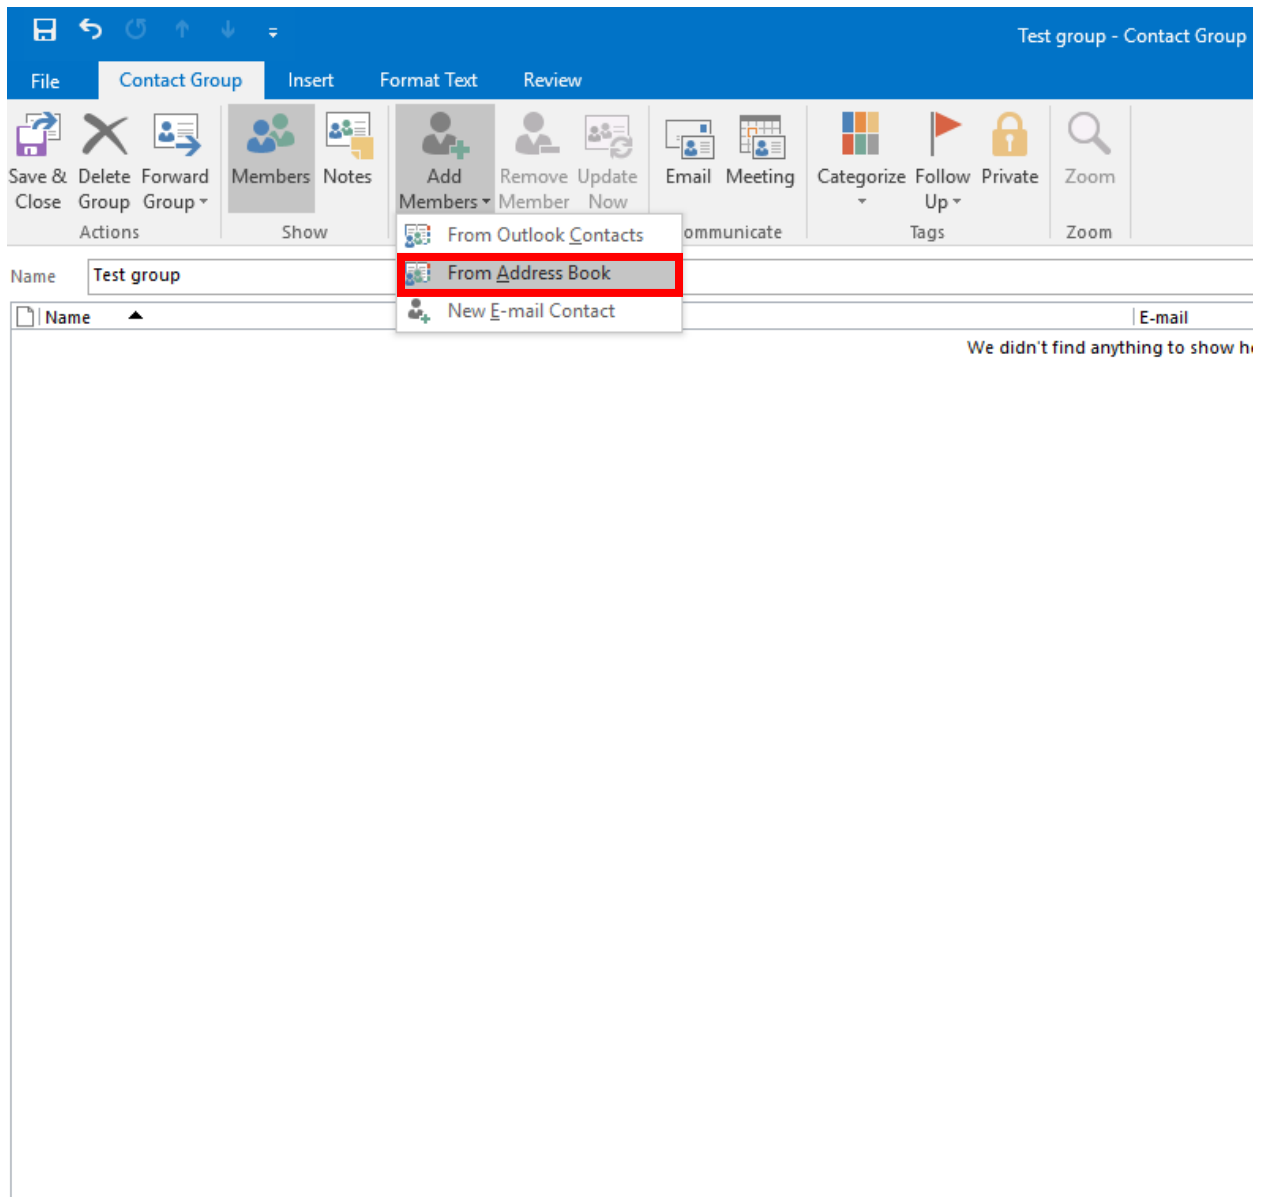 Test group - Contact Group
File Contact Group Insert Format Text Review
Save & Delete Forward Members Notes Add Remove Update Email Meeting Categorize Follow Private Zoom
Close Group Group Members Member Now Up
Actions Show Tags Zoom
From Outlook Contacts
Name Test group
From Address Book
New E-mail Contact
Name E-mail
We didn't find anything to show